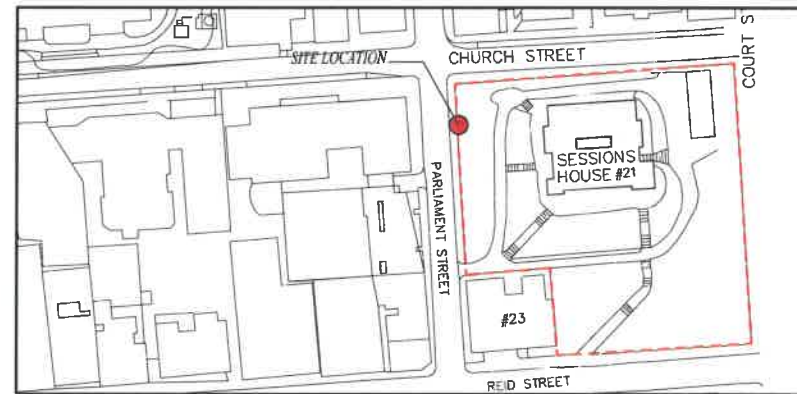 CHURCH STREET
COURT S
SITE LOCATION
SESSIONS
HOUSE #21
PARLIAMENT STREET
#23
REID STREET